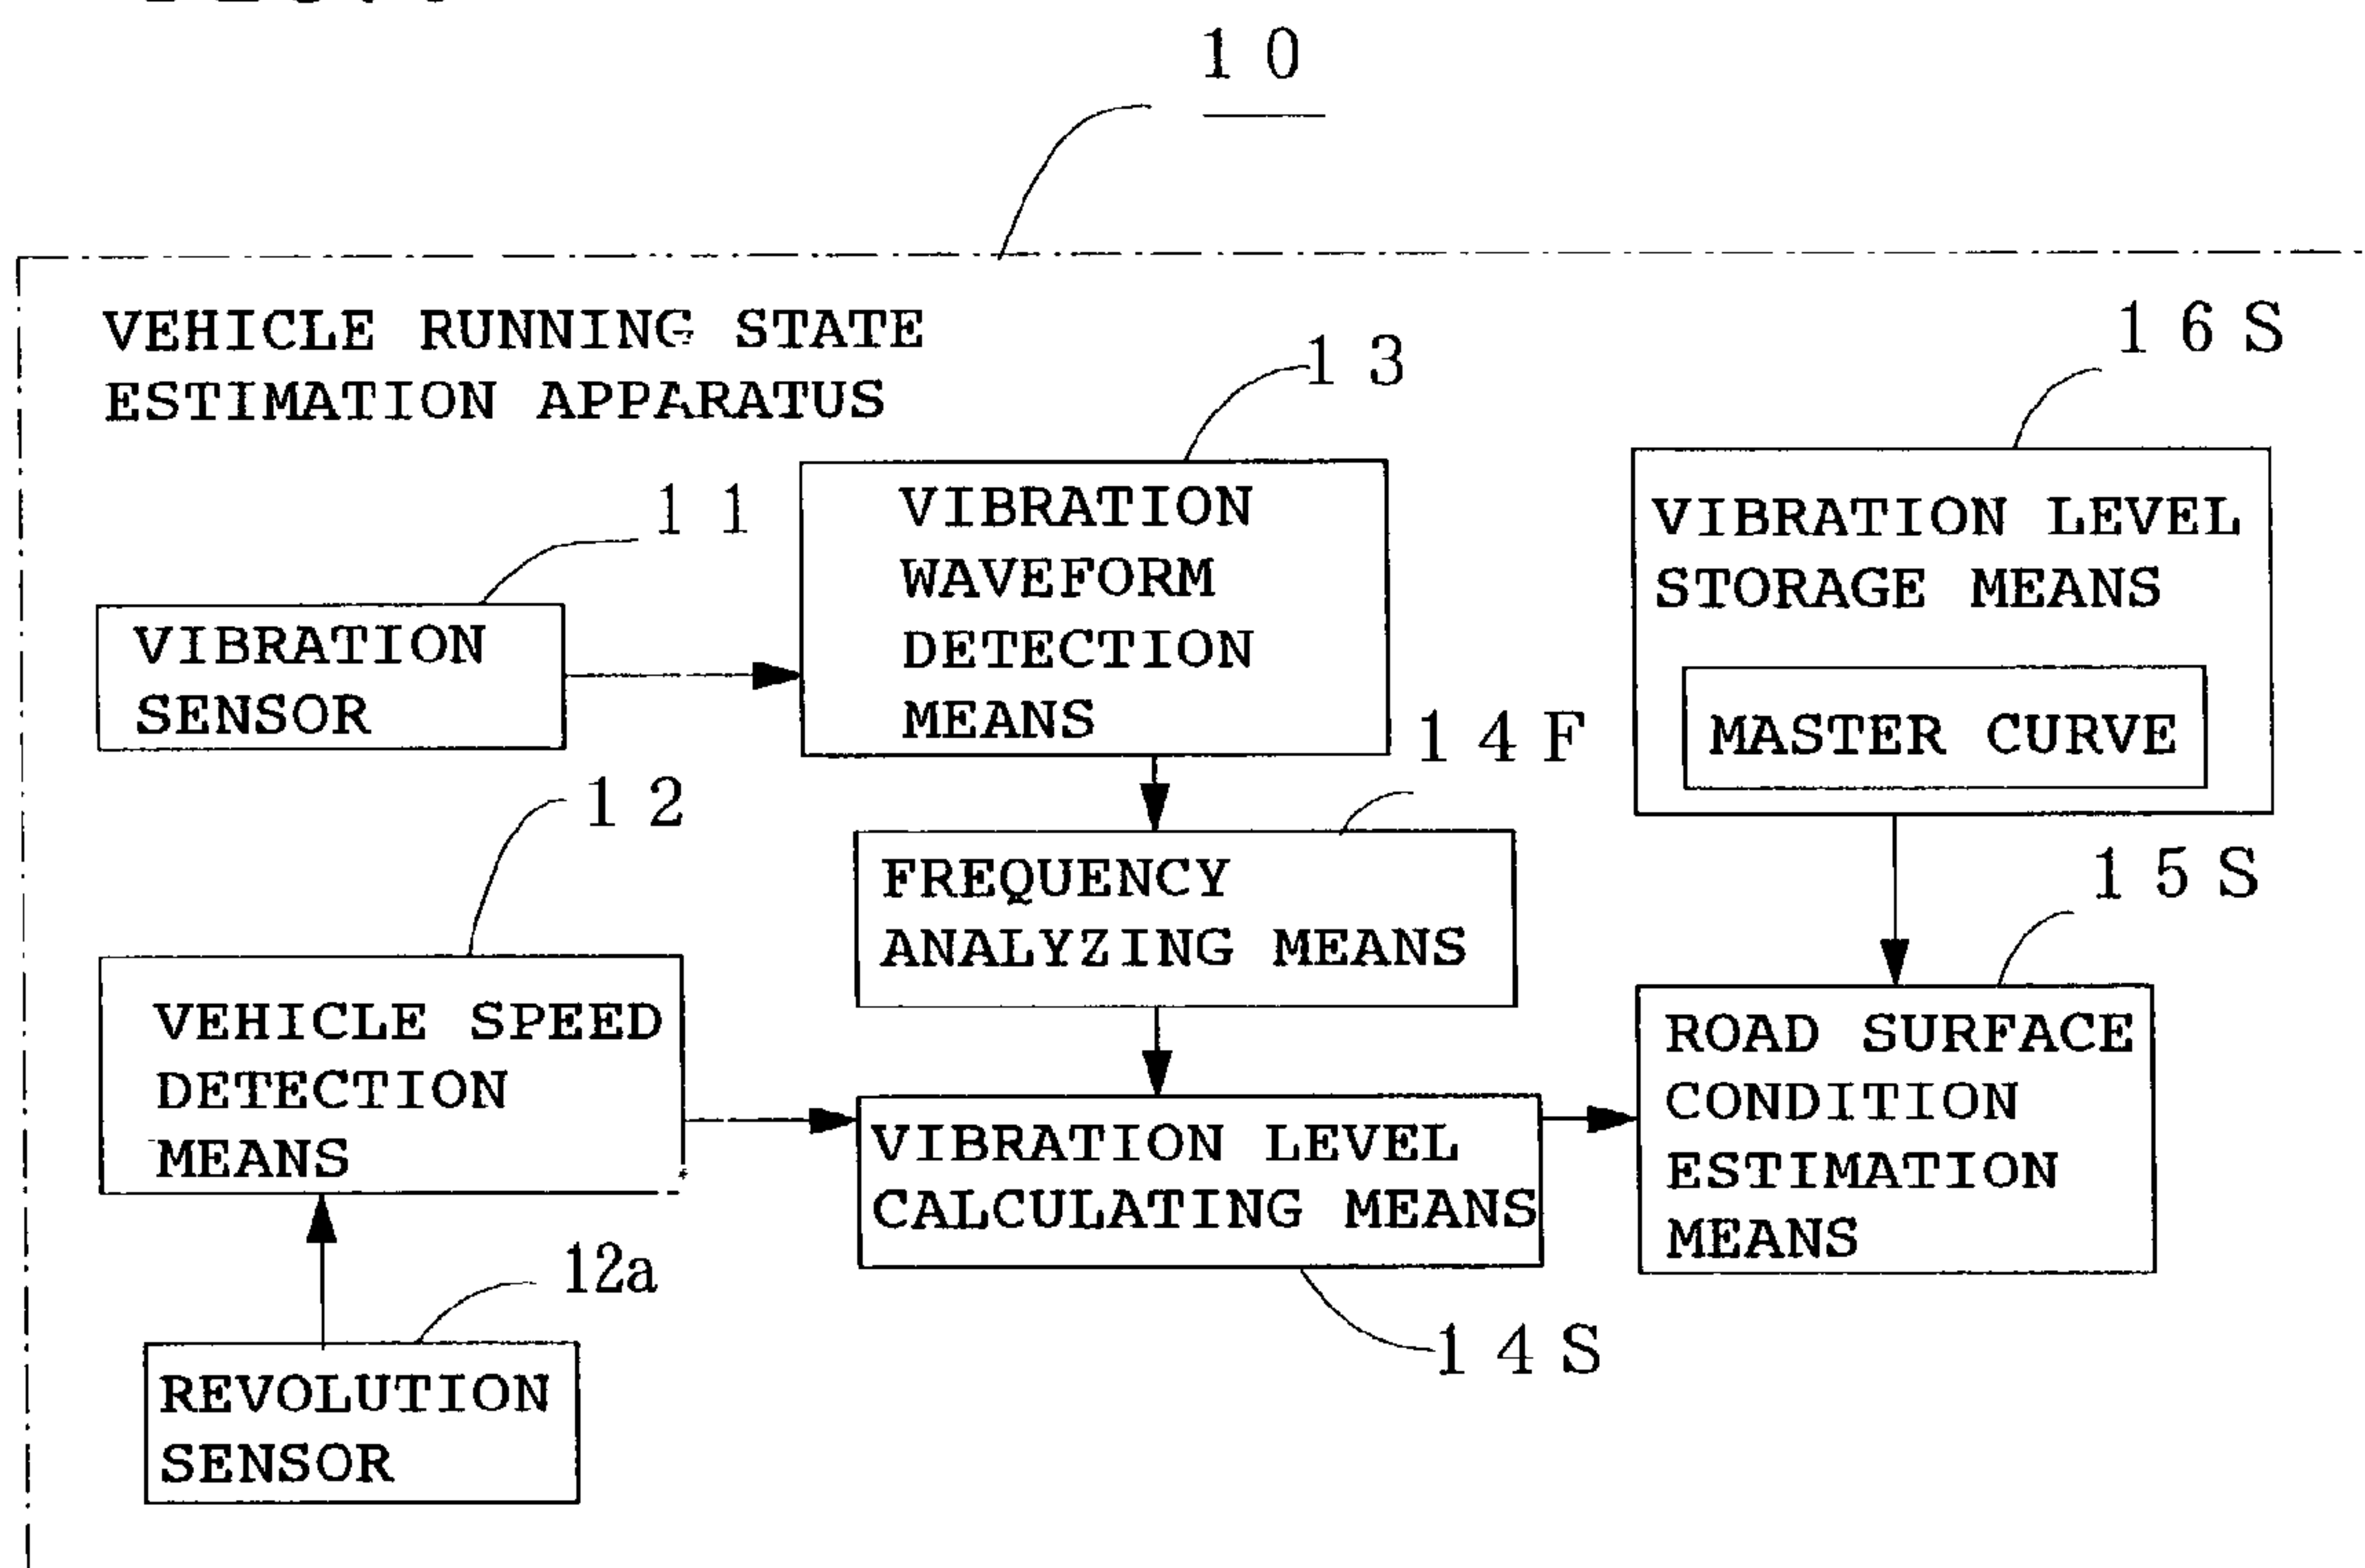 10
VEHICLE RUNNING STATE
ESTIMATION APPARATUS
16S
13
11
VIBRATION
WAVEFORM
DETECTION
MEANS
VIBRATION LEVEL
STORAGE MEANS
MASTER CURVE
VIBRATION
SENSOR
14F
12
FREQUENCY
ANALYZING MEANS
15S
VEHICLE SPEED
DETECTION
MEANS
VIBRATION LEVEL
CALCULATING MEANS
ROAD SURFACE
CONDITION
ESTIMATION
MEANS
12a
14S
REVOLUTION
SENSOR